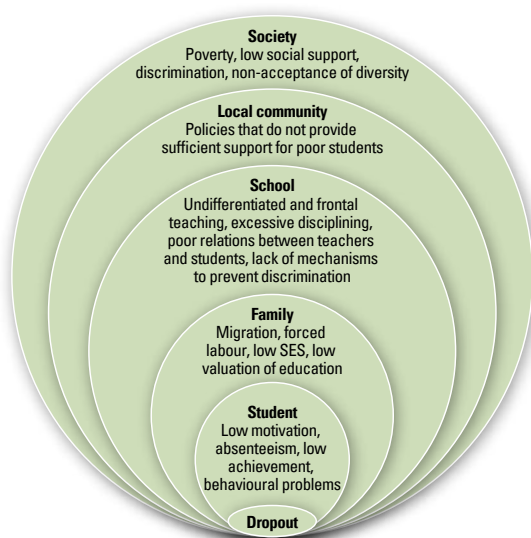 Society
Poverty, low social support,
discrimination, non-acceptance of diversity
Local community
Policies that do not provide
sufficient support for poor students
School
Undifferentiated and frontal
teaching, excessive disciplining,
poor relations between teachers
and students, lack of mechanisms
to prevent discrimination
Family
Migration, forced
labour, low SES, low
valuation of education
Student
Low motivation,
absenteeism, low
achievement,
behavioural problems
Dropout